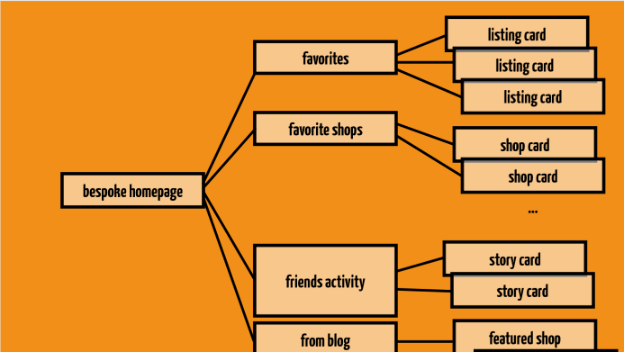 favorites
listing card
listing card
listing card
favorite shops
shop card
shop card
...
bespoke homepage
friends activity
story card
story card
from blog
featured shop